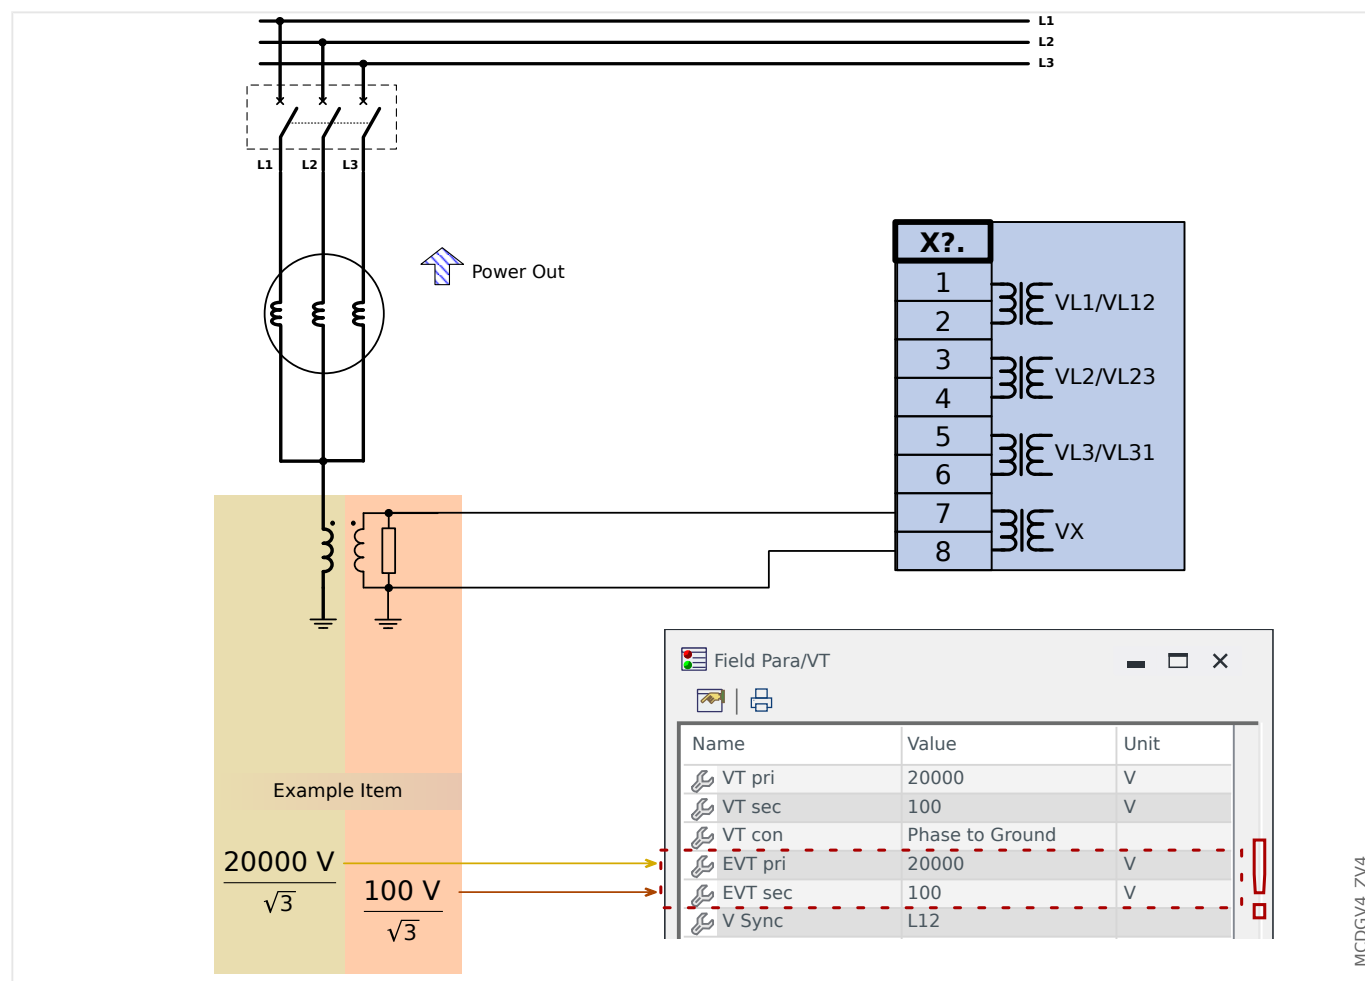 L1
L2
L3
L1 L2 L3
Power Out
X?.
1
2
3
4
5
6
7
8
VL1/VL12
VL2/VL23
VL3/VL31
VX
Field Para/VT
Name Value Unit
VT pri 20000 V
VT sec 100 V
VT con Phase to Ground
EVT pri 20000 V
EVT sec 100 V
V Sync L12
Example Item
20000 V
√3
100 V
√3
MCDGV4_ZV4